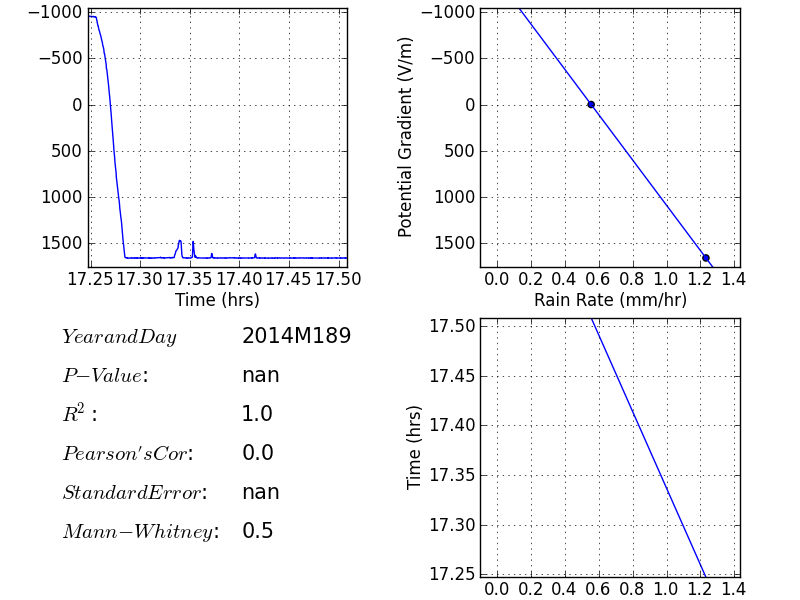 −1000
−500
0
500
1000
1500
17.25 17.30 17.35 17.40 17.45 17.50
Time (hrs)
Potential Gradient (V/m)
−1000
−500
0
500
1000
1500
0.0 0.2 0.4 0.6 0.8 1.0 1.2 1.4
Rain Rate (mm/hr)
YearandDay 2014M189
P−Value: nan
R²: 1.0
Pearson'sCor: 0.0
StandardError: nan
Mann−Whitney: 0.5
Time (hrs)
17.50
17.45
17.40
17.35
17.30
17.25
0.0 0.2 0.4 0.6 0.8 1.0 1.2 1.4